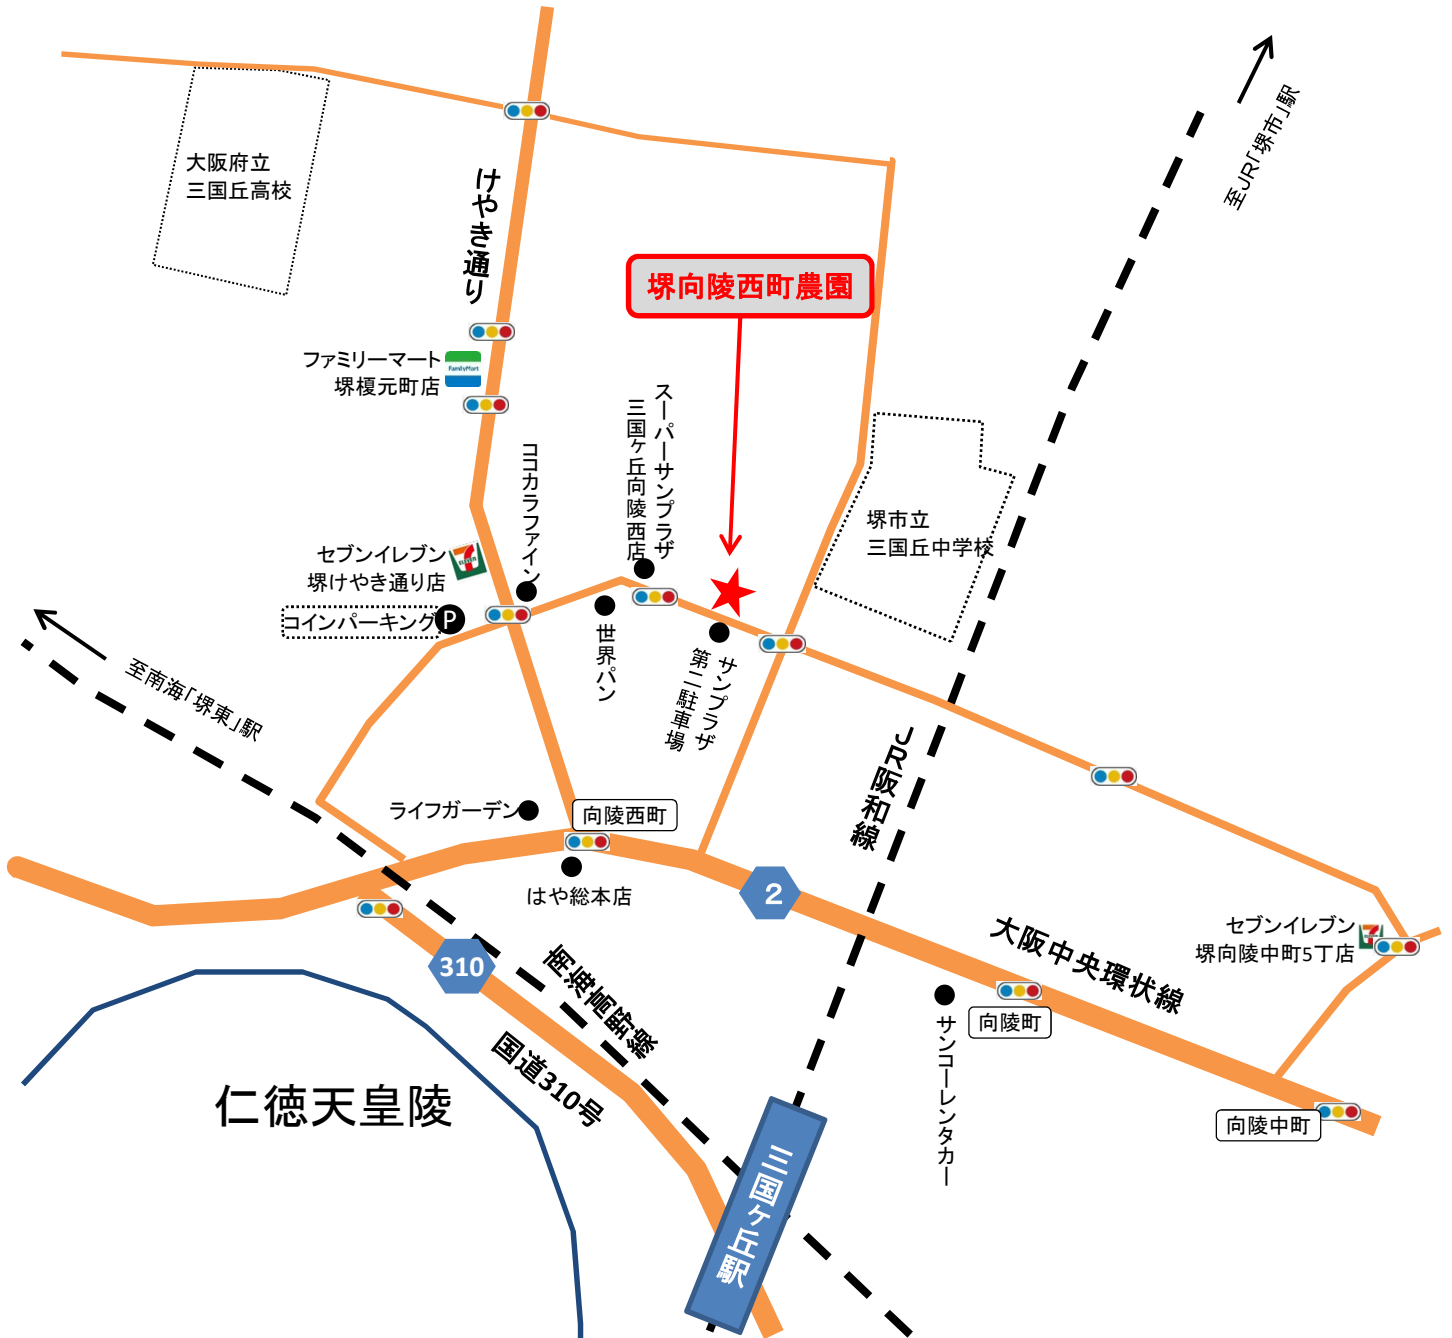 至JR「堺市」駅
大阪府立
三国丘高校
けやき通り
堺向陵西町農園
ファミリーマート
堺榎元町店
FamilyMart
スーパーサンプラザ
三国ヶ丘向陵西店
ココカラファイン
堺市立
三国丘中学校
セブンイレブン
堺けやき通り店
コインパーキング
P
世界パン
サンプラザ
第二駐車場
至南海「堺東」駅
JR阪和線
ライフガーデン
向陵西町
はや総本店
2
セブンイレブン
堺向陵中町5丁店
大阪中央環状線
310
南海高野線
国道310号
向陵町
サンコーレンタカー
仁徳天皇陵
向陵中町
三国ヶ丘駅